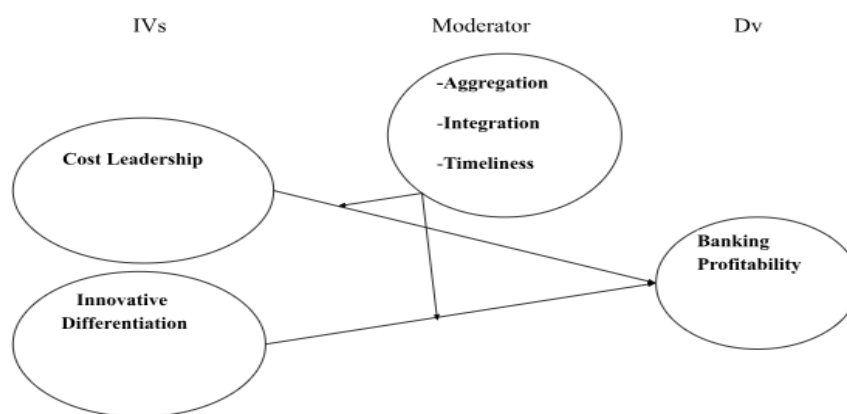 IVs
Moderator
Dv
-Aggregation
-Integration
-Timeliness
Cost Leadership
Banking
Profitability
Innovative
Differentiation